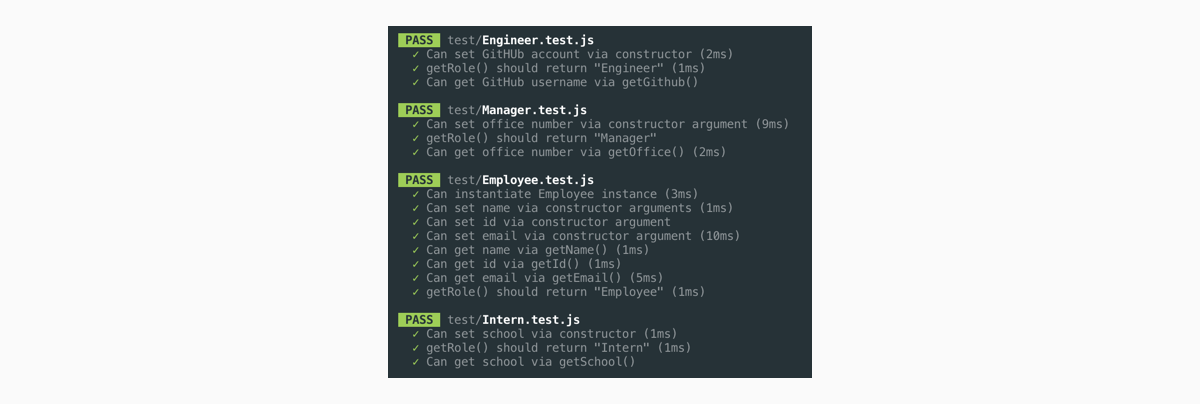 PASS test/Engineer.test.js
✓ Can set GitHUb account via constructor (2ms)
✓ getRole() should return "Engineer" (1ms)
✓ Can get GitHub username via getGithub()
PASS test/Manager.test.js
✓ Can set office number via constructor argument (9ms)
✓ getRole() should return "Manager"
✓ Can get office number via getOffice() (2ms)
PASS test/Employee.test.js
✓ Can instantiate Employee instance (3ms)
✓ Can set name via constructor arguments (1ms)
✓ Can set id via constructor argument
✓ Can set email via constructor argument (10ms)
✓ Can get name via getName() (1ms)
✓ Can get id via getId() (1ms)
✓ Can get email via getEmail() (5ms)
✓ getRole() should return "Employee" (1ms)
PASS test/Intern.test.js
✓ Can set school via constructor (1ms)
✓ getRole() should return "Intern" (1ms)
✓ Can get school via getSchool()